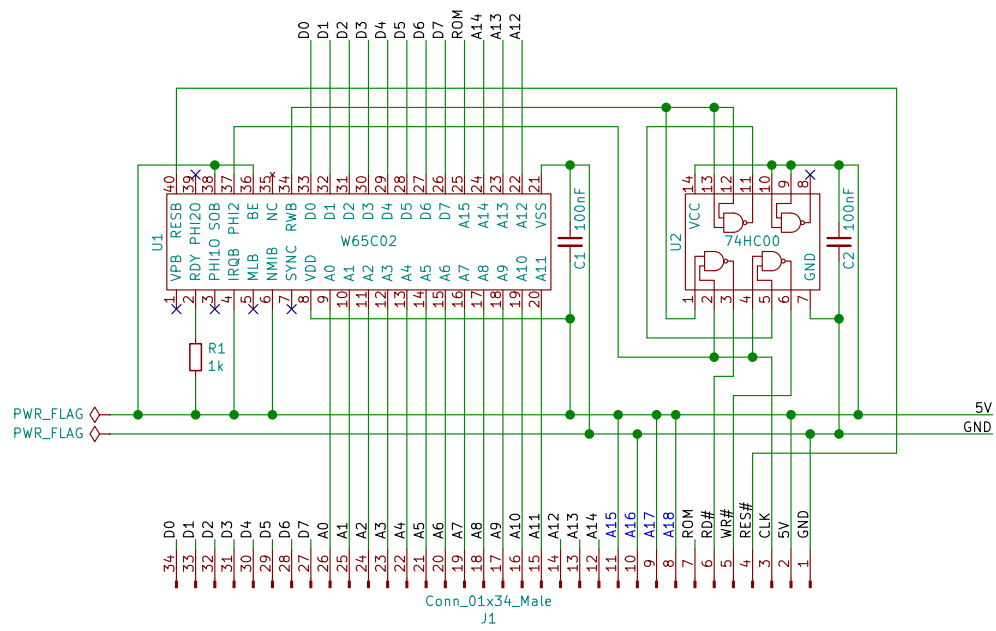 D0 D1 D2 D3 D4 D5 D6 D7 ROM A14 A13 A12
40 39 38 37 36 35 34 33 32 31 30 29 28 27 26 25 24 23 22 21
RESB PHI2O SOB PHI2 BE NC RWB D0 D1 D2 D3 D4 D5 D6 D7 A15 A14 A13 A12 VSS
U1
W65C02
VPB RDY PHI1O IRQB MLB NMIB SYNC VDD A0 A1 A2 A3 A4 A5 A6 A7 A8 A9 A10 A11
1 2 3 4 5 6 7 8 9 10 11 12 13 14 15 16 17 18 19 20
C1
100nF
14 13 12 11 10 9 8
VCC
U2
74HC00
GND
1 2 3 4 5 6 7
C2
100nF
R1
1k
PWR_FLAG
5V
PWR_FLAG
GND
D0 D1 D2 D3 D4 D5 D6 D7 A0 A1 A2 A3 A4 A5 A6 A7 A8 A9 A10 A11 A12 A13 A14 A15 A16 A17 A18 ROM RD# WR# RES# CLK 5V GND
34 33 32 31 30 29 28 27 26 25 24 23 22 21 20 19 18 17 16 15 14 13 12 11 10 9 8 7 6 5 4 3 2 1
Conn_01x34_Male
J1